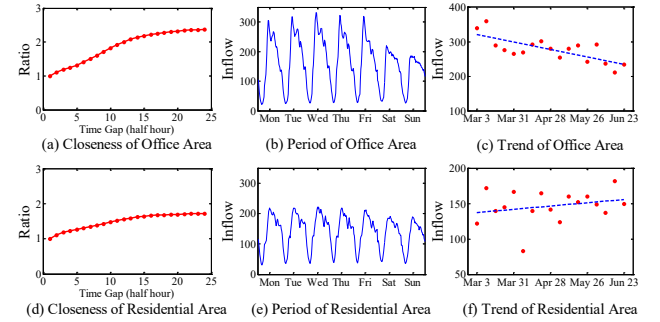 3
2
1
0
Ratio
0 5 10 15 20 25
Time Gap (half hour)
(a) Closeness of Office Area
300
200
100
0
Inflow
Mon Tue Wed Thu Fri Sat Sun
(b) Period of Office Area
400
300
200
100
Inflow
Mar 3 Mar 31 Apr 28 May 26 Jun 23
(c) Trend of Office Area
3
2
1
0
Ratio
0 5 10 15 20 25
Time Gap (half hour)
(d) Closeness of Residential Area
300
200
100
0
Inflow
Mon Tue Wed Thu Fri Sat Sun
(e) Period of Residential Area
200
150
100
50
Inflow
Mar 3 Mar 31 Apr 28 May 26 Jun 23
(f) Trend of Residential Area